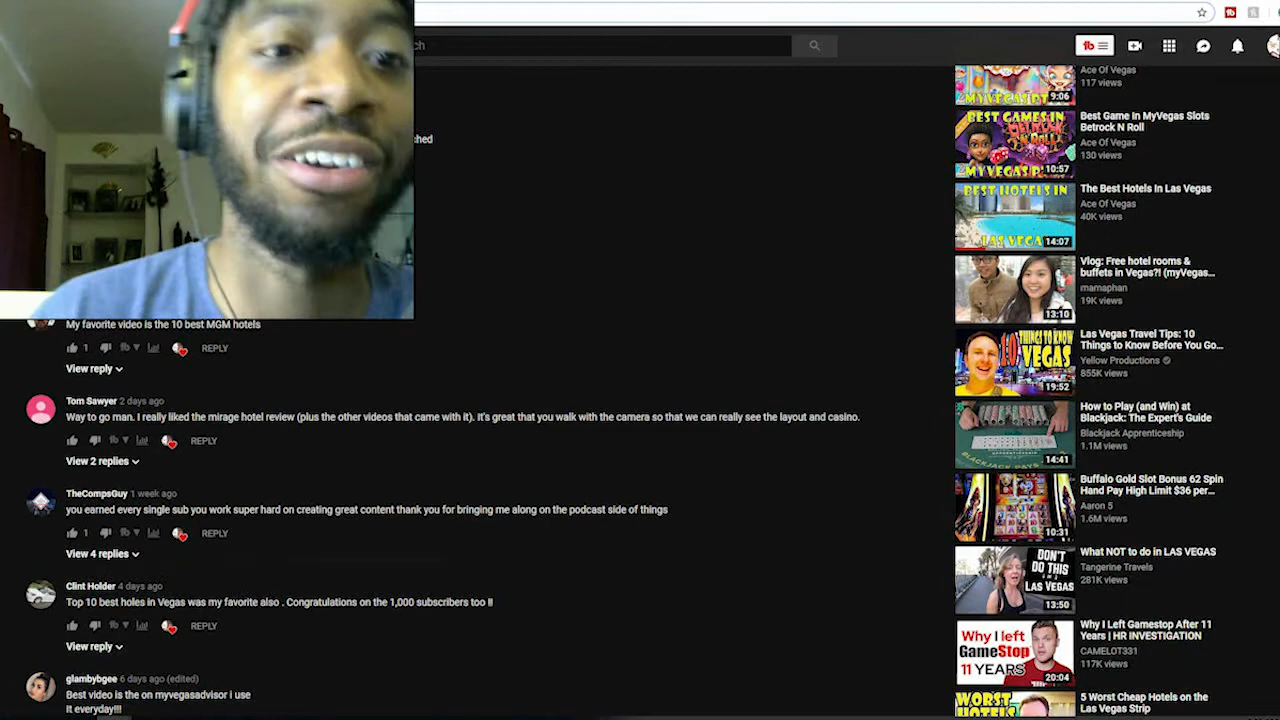 ch
ched
My favorite video is the 10 best MGM hotels
1
REPLY
View reply
Tom Sawyer 2 days ago
Way to go man. I really liked the mirage hotel review (plus the other videos that came with it). It's great that you walk with the camera so that we can really see the layout and casino.
REPLY
View 2 replies
TheCompsGuy 1 week ago
you earned every single sub you work super hard on creating great content thank you for bringing me along on the podcast side of things
1
REPLY
View 4 replies
Clint Holder 4 days ago
Top 10 best holes in Vegas was my favorite also . Congratulations on the 1,000 subscribers too !!
REPLY
View reply
glambybgee 6 days ago (edited)
Best video is the on myvegasadvisor i use
It everyday!!!
MYVEGAS
9:06
Ace Of Vegas
117 views
BEST GAMES IN
BETROCK
N ROLL
MYVEGAS
10:57
Best Game In MyVegas Slots
Betrock N Roll
Ace Of Vegas
130 views
BEST HOTELS IN
LAS VEGA
14:07
The Best Hotels In Las Vegas
Ace Of Vegas
40K views
13:10
Vlog: Free hotel rooms &
buffets in Vegas?! (myVegas...
mamaphan
19K views
10 THINGS TO KNOW
VEGAS
19:52
Las Vegas Travel Tips: 10
Things to Know Before You Go...
Yellow Productions
855K views
BLACKJACK PAYS
14:41
How to Play (and Win) at
Blackjack: The Expert's Guide
Blackjack Apprenticeship
1.1M views
10:31
Buffalo Gold Slot Bonus 62 Spin
Hand Pay High Limit $36 per...
Aaron 5
1.6M views
DON'T
DO THIS
IN
LAS VEGAS
13:50
What NOT to do in LAS VEGAS
Tangerine Travels
281K views
Why I left
GameStop
11 YEARS
20:04
Why I Left Gamestop After 11
Years | HR INVESTIGATION
CAMELOT331
117K views
WORST
HOTELS
5 Worst Cheap Hotels on the
Las Vegas Strip